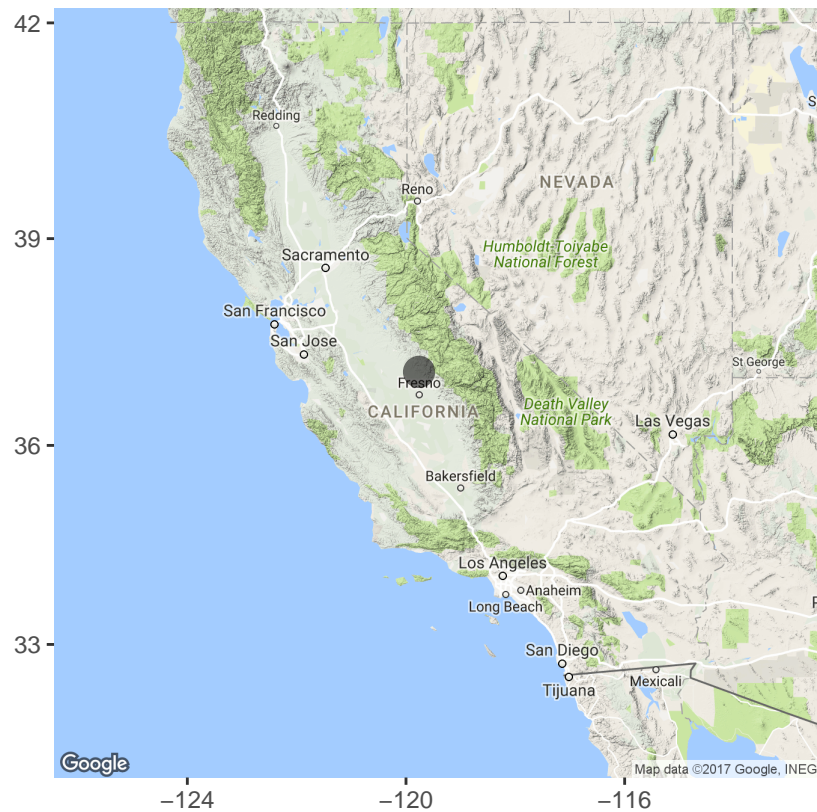 42
Redding
S
Reno
NEVADA
39
Humboldt-Toiyabe
National Forest
Sacramento
San Francisco
San Jose
St George
Fresno
CALIFORNIA
Death Valley
National Park
Las Vegas
36
Bakersfield
Los Angeles
Anaheim
Long Beach
P
33
San Diego
Mexicali
Tijuana
Google
Map data ©2017 Google, INEG
−124
−120
−116